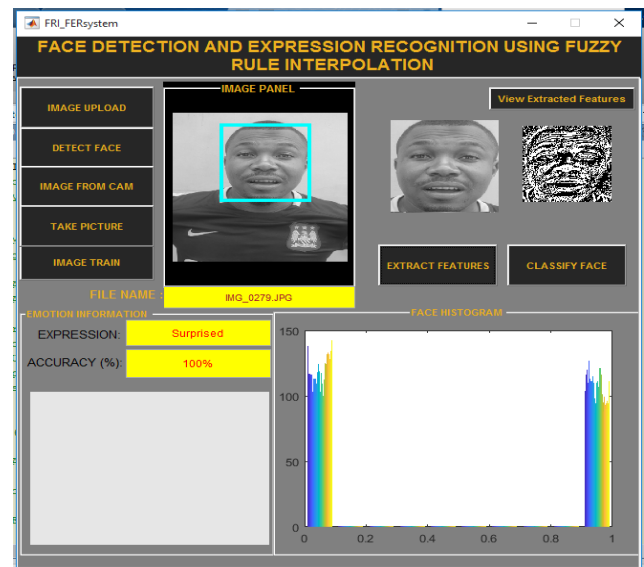 FRI_FERsystem
FACE DETECTION AND EXPRESSION RECOGNITION USING FUZZY
RULE INTERPOLATION
IMAGE PANEL
View Extracted Features
IMAGE UPLOAD
DETECT FACE
IMAGE FROM CAM
TAKE PICTURE
IMAGE TRAIN
EXTRACT FEATURES
CLASSIFY FACE
FILE NAME :
IMG_0279.JPG
EMOTION INFORMATION
EXPRESSION:
Surprised
ACCURACY (%):
100%
FACE HISTOGRAM
150
100
50
0
0
0.2
0.4
0.6
0.8
1